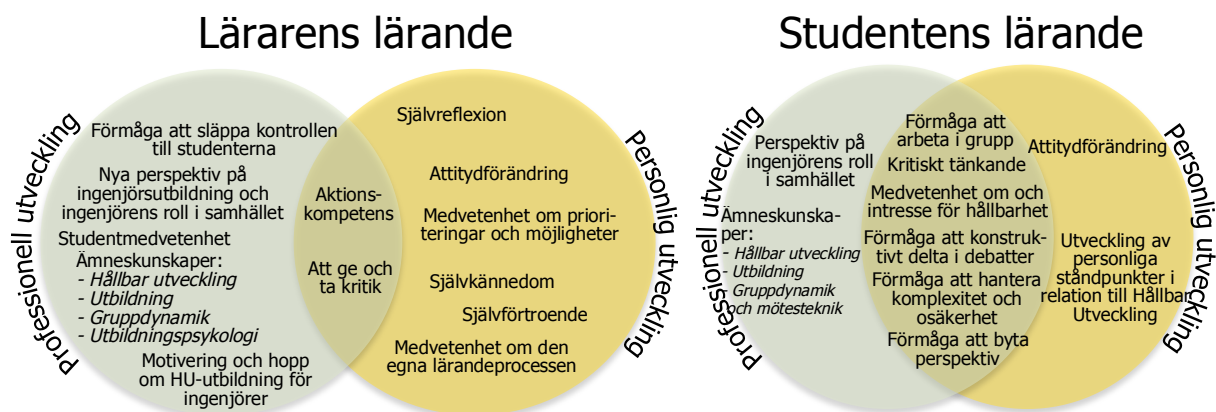 Lärarens lärande
Professionell utveckling
Förmåga att släppa kontrollen
till studenterna
Nya perspektiv på
ingenjörsutbildning och
ingenjörens roll i samhället
Studentmedvetenhet
Ämneskunskaper:
- Hållbar utveckling
- Utbildning
- Gruppdynamik
- Utbildningspsykologi
Motivering och hopp
om HU-utbildning för
ingenjörer
Aktions-
kompetens
Att ge och
ta kritik
Självreflexion
Attitydförändring
Medvetenhet om priori-
teringar och möjligheter
Självkännedom
Självförtroende
Medvetenhet om den
egna lärandeprocessen
Personlig utveckling
Studentens lärande
Professionell utveckling
Perspektiv på
ingenjörens roll
i samhället
Ämneskunska-
per:
- Hållbar utveckling
- Utbildning
- Gruppdynamik
och mötesteknik
Förmåga att
arbeta i grupp
Kritiskt tänkande
Medvetenhet om och
intresse för hållbarhet
Förmåga att konstruk-
tivt delta i debatter
Förmåga att hantera
komplexitet och
osäkerhet
Förmåga att byta
perspektiv
Attitydförändring
Utveckling av
personliga
ståndpunkter i
relation till Hållbar
Utveckling
Personlig utveckling